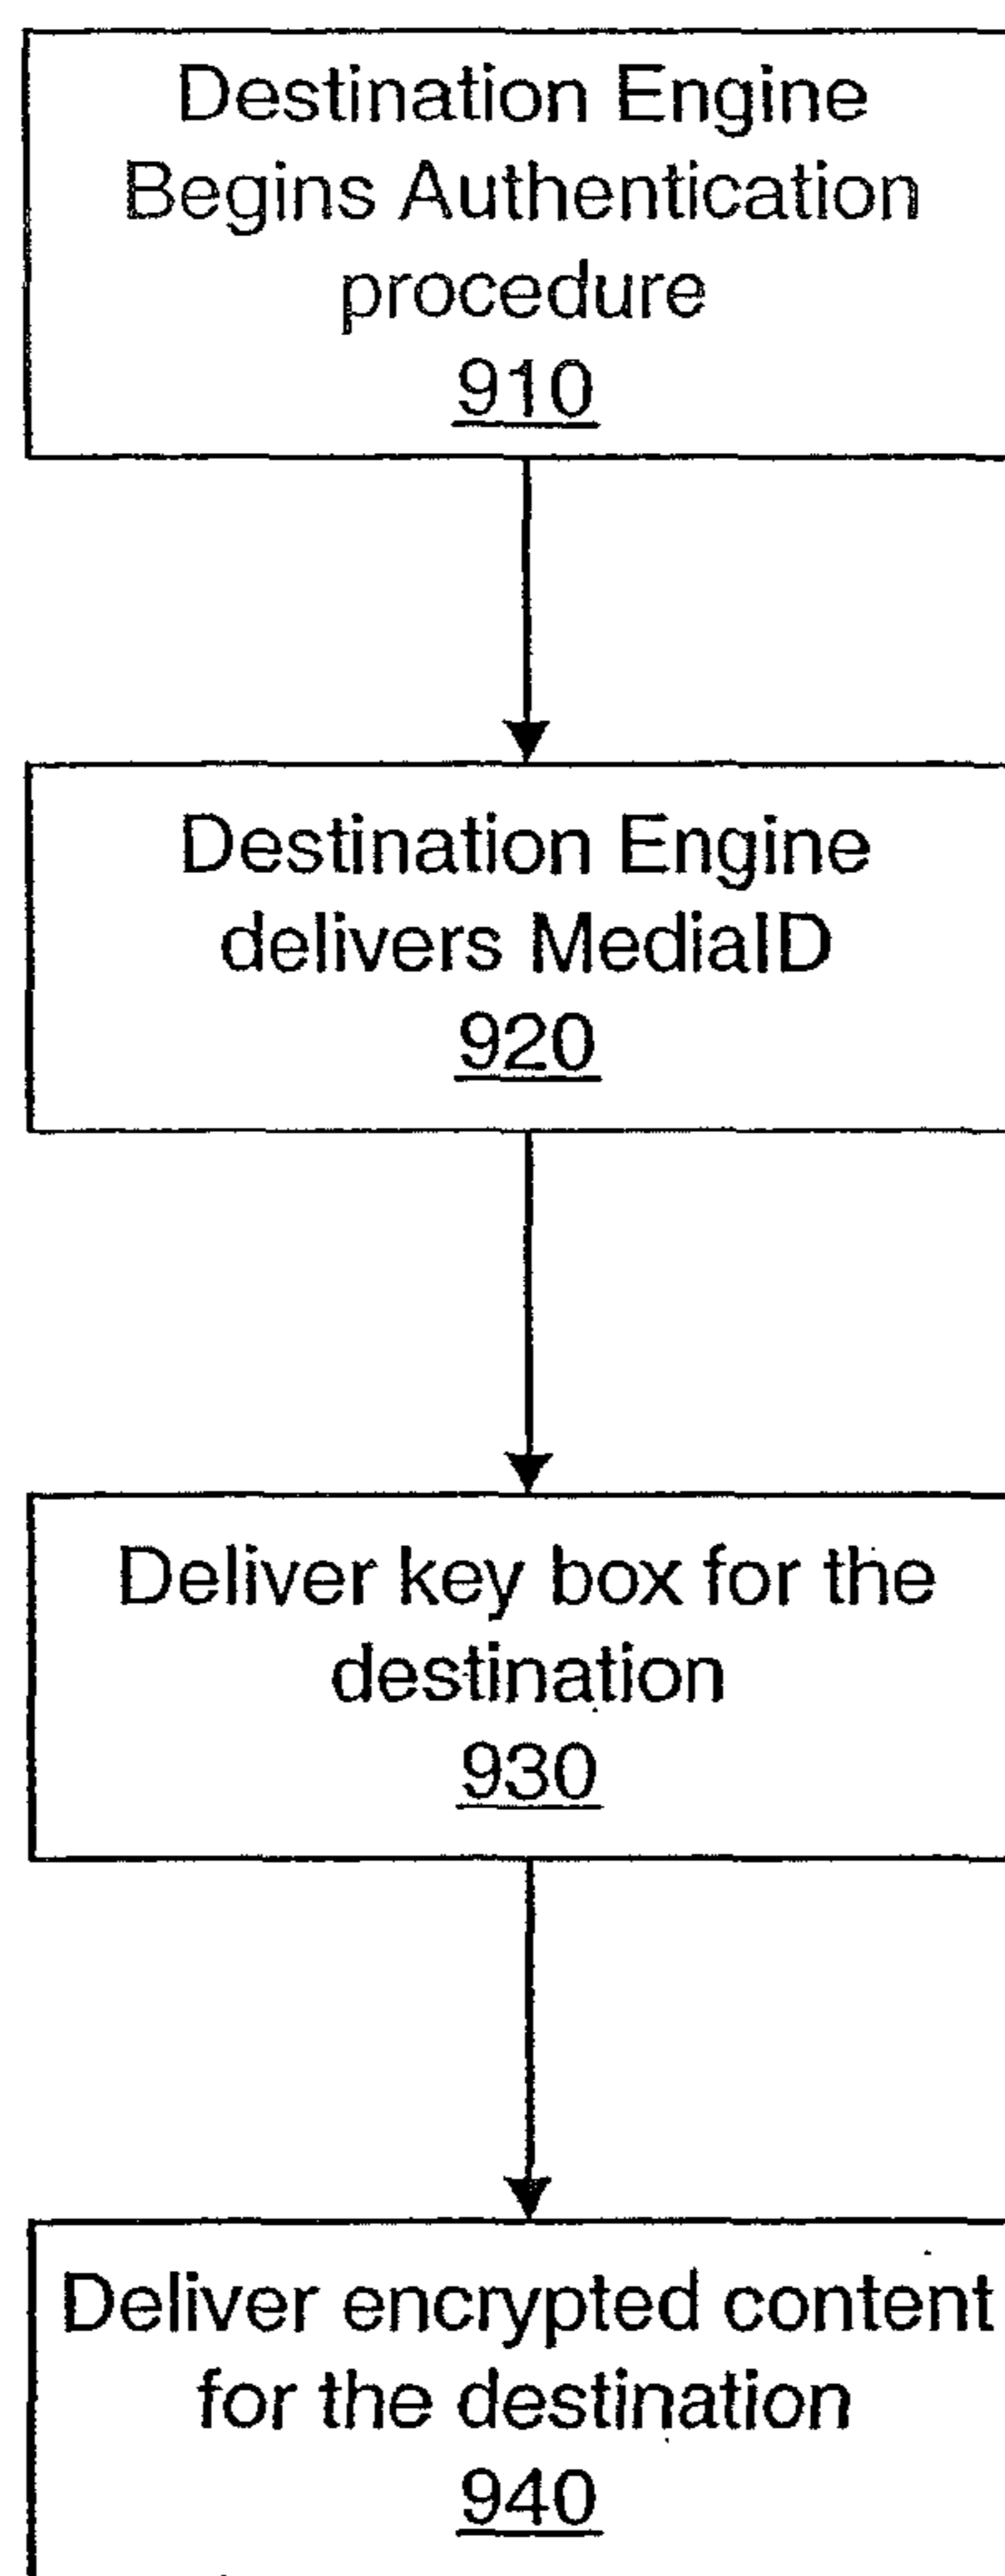 Destination Engine
Begins Authentication
procedure
910
Destination Engine
delivers MediaID
920
Deliver key box for the
destination
930
Deliver encrypted content
for the destination
940